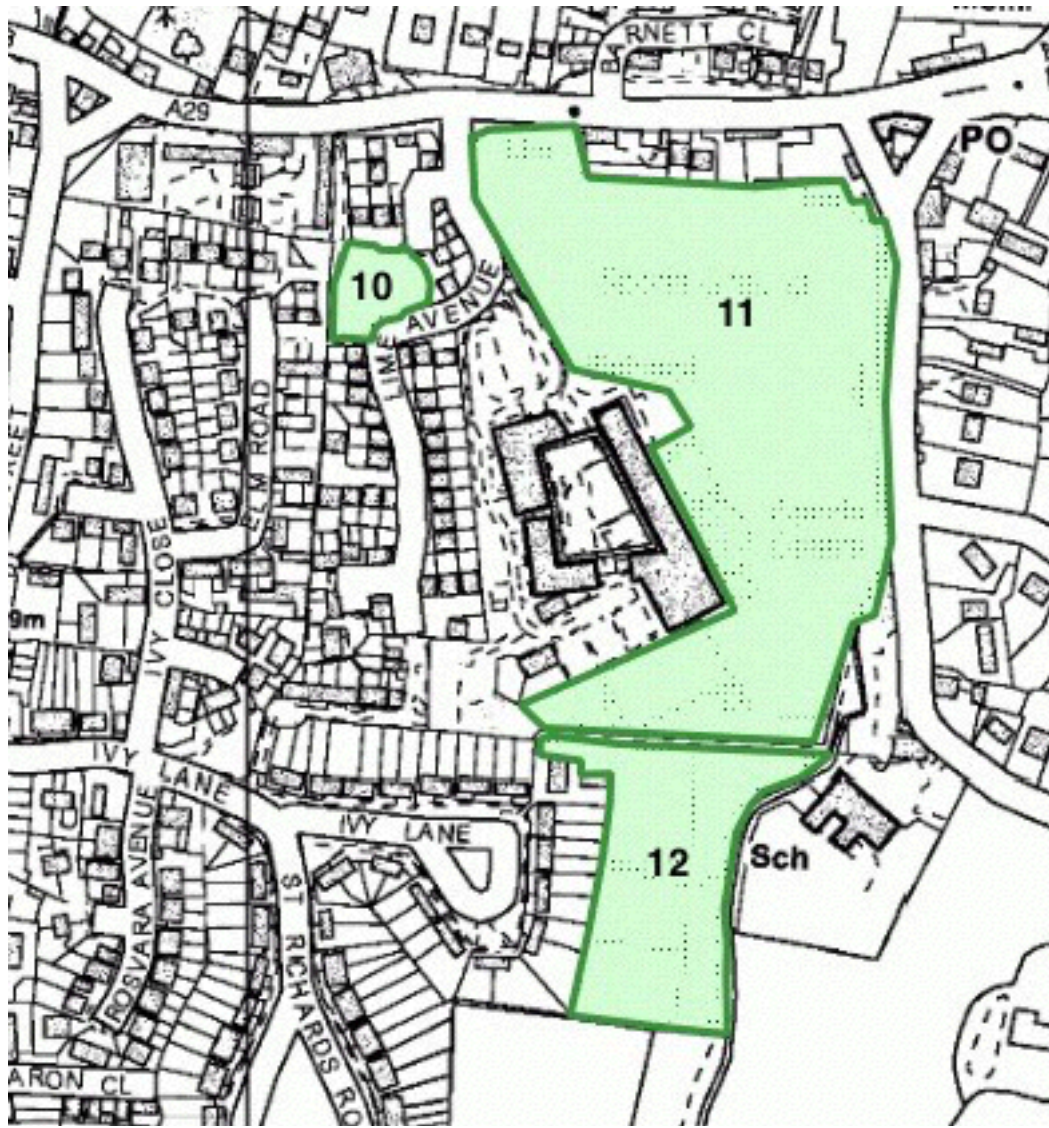 RNETT CL
A29
PO
10
11
LIME AVENUE
ELM ROAD
IVY CLOSE
9m
IVY LANE
IVY LANE
12
Sch
ROSVARA AVENUE
ST RICHARDS RO
ARON CL